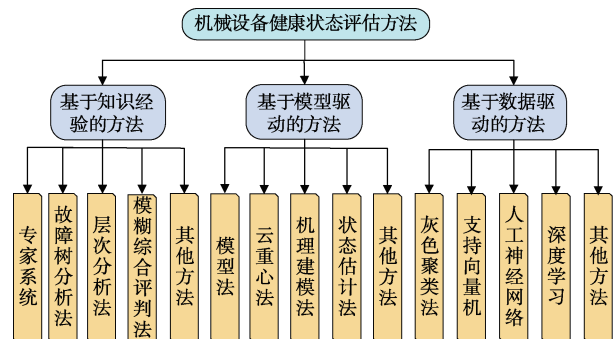 机械设备健康状态评估方法
基于知识经
验的方法
基于模型驱
动的方法
基于数据驱
动的方法
专家系统
故障树分析法
层次分析法
模糊综合评判法
其他方法
模型法
云重心法
机理建模法
状态估计法
其他方法
灰色聚类法
支持向量机
人工神经网络
深度学习
其他方法